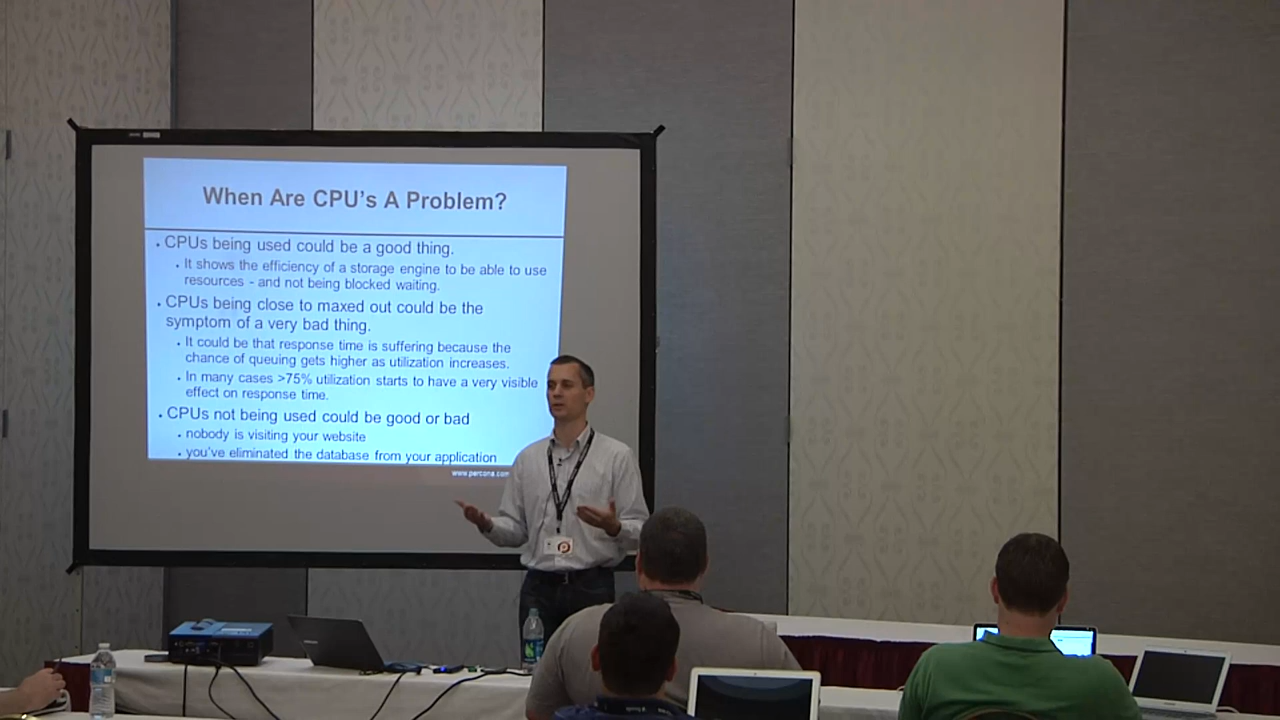 When Are CPU's A Problem?
• CPUs being used could be a good thing.
• It shows the efficiency of a storage engine to be able to use
resources - and not being blocked waiting.
• CPUs being close to maxed out could be the
symptom of a very bad thing.
• It could be that response time is suffering because the
chance of queuing gets higher as utilization increases.
• In many cases >75% utilization starts to have a very visible
effect on response time.
• CPUs not being used could be good or bad
• nobody is visiting your website
• you've eliminated the database from your application
www.percona.com